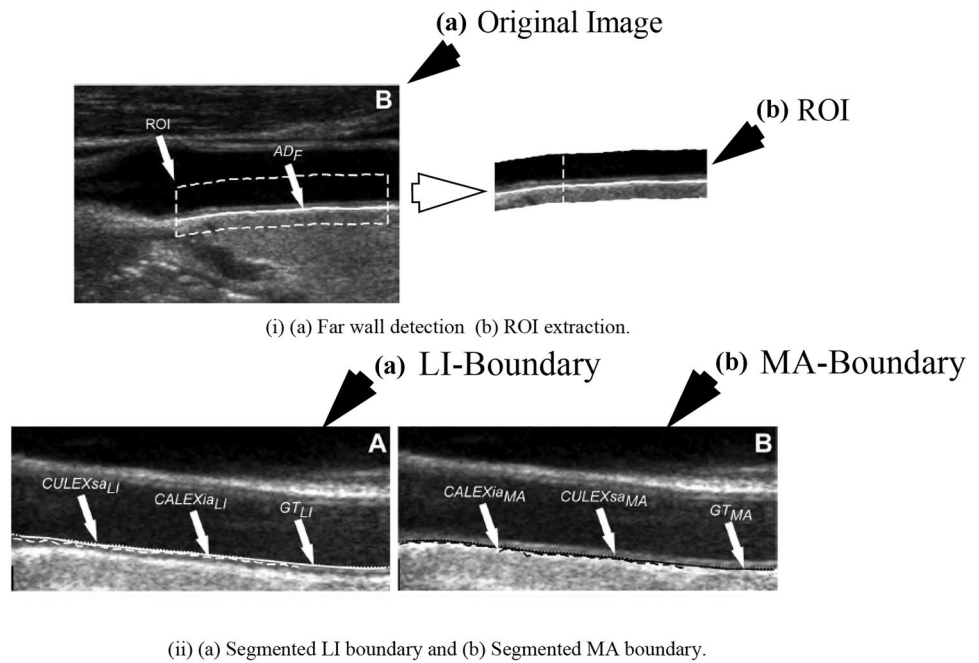 (a) Original Image
B
ROI
AD_F
(b) ROI
(i) (a) Far wall detection (b) ROI extraction.
(a) LI-Boundary
(b) MA-Boundary
A
CULEXsa_LI
CALEXia_LI
GT_LI
B
CALEXia_MA
CULEXsa_MA
GT_MA
(ii) (a) Segmented LI boundary and (b) Segmented MA boundary.